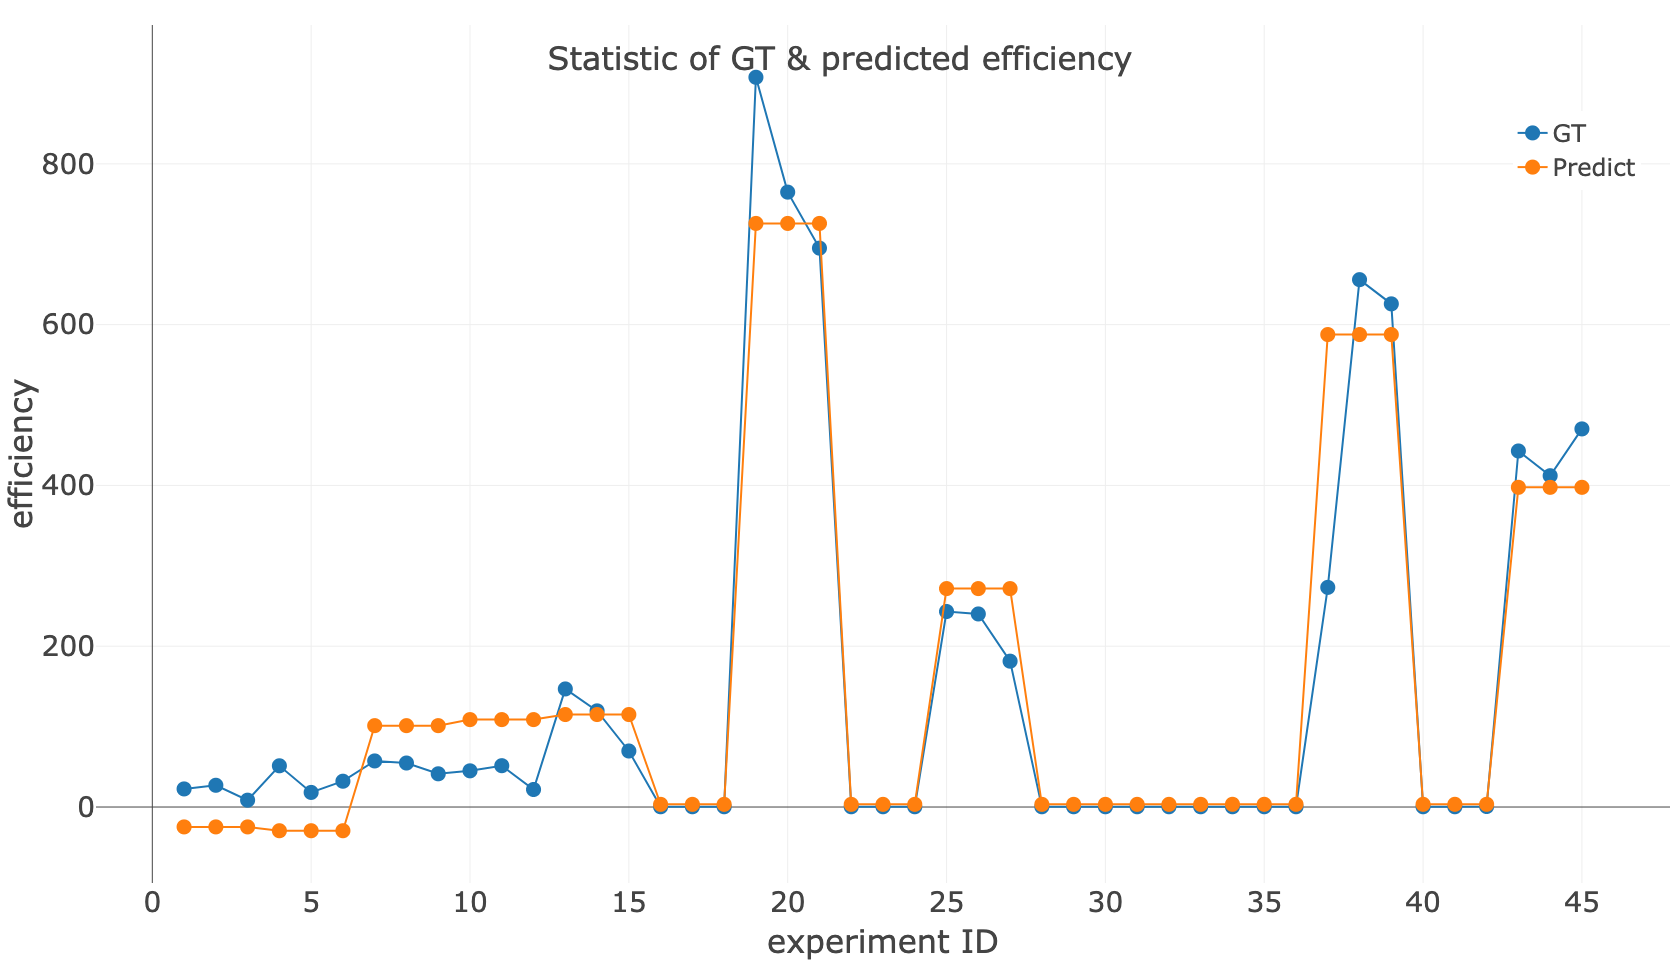 Statistic of GT & predicted efficiency
GT
Predict
800
600
400
200
0
efficiency
0 5 10 15 20 25 30 35 40 45
experiment ID